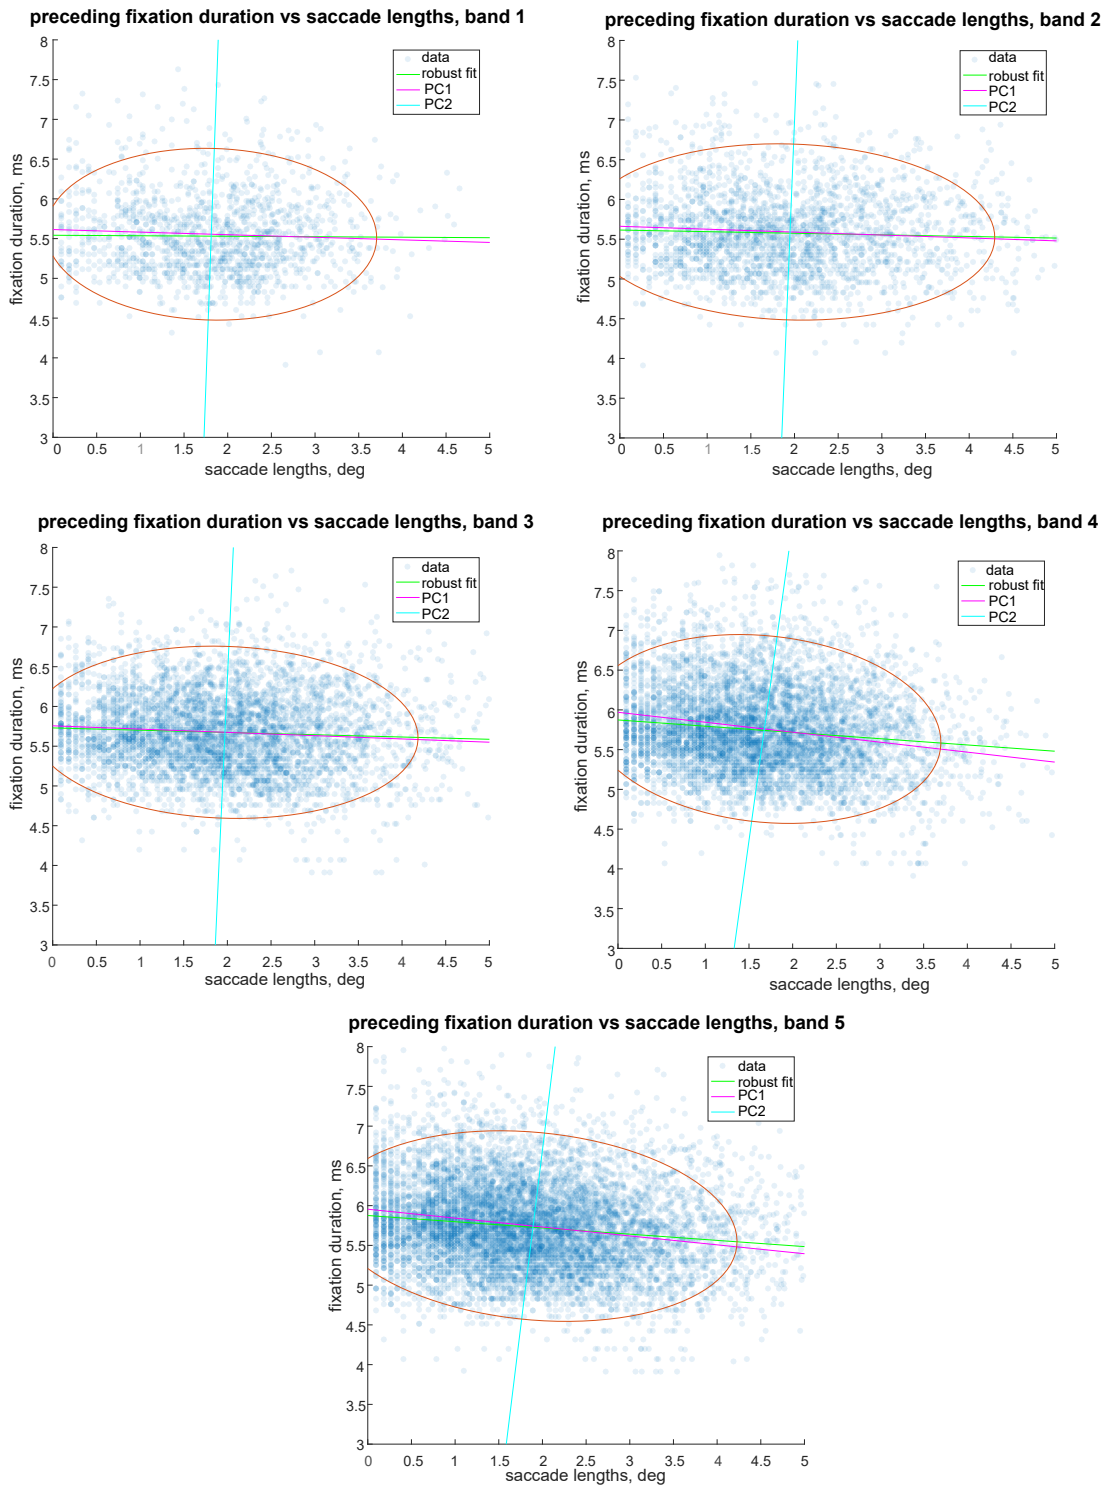 preceding fixation duration vs saccade lengths, band 1
8
7.5
7
6.5
6
5.5
5
4.5
4
3.5
3
fixation duration, ms
data
robust fit
PC1
PC2
0 0.5 1 1.5 2 2.5 3 3.5 4 4.5 5
saccade lengths, deg
preceding fixation duration vs saccade lengths, band 2
8
7.5
7
6.5
6
5.5
5
4.5
4
3.5
3
fixation duration, ms
data
robust fit
PC1
PC2
0 0.5 1 1.5 2 2.5 3 3.5 4 4.5 5
saccade lengths, deg
preceding fixation duration vs saccade lengths, band 3
8
7.5
7
6.5
6
5.5
5
4.5
4
3.5
3
fixation duration, ms
data
robust fit
PC1
PC2
0 0.5 1 1.5 2 2.5 3 3.5 4 4.5 5
saccade lengths, deg
preceding fixation duration vs saccade lengths, band 4
8
7.5
7
6.5
6
5.5
5
4.5
4
3.5
3
fixation duration, ms
data
robust fit
PC1
PC2
0 0.5 1 1.5 2 2.5 3 3.5 4 4.5 5
saccade lengths, deg
preceding fixation duration vs saccade lengths, band 5
8
7.5
7
6.5
6
5.5
5
4.5
4
3.5
3
fixation duration, ms
data
robust fit
PC1
PC2
0 0.5 1 1.5 2 2.5 3 3.5 4 4.5 5
saccade lengths, deg